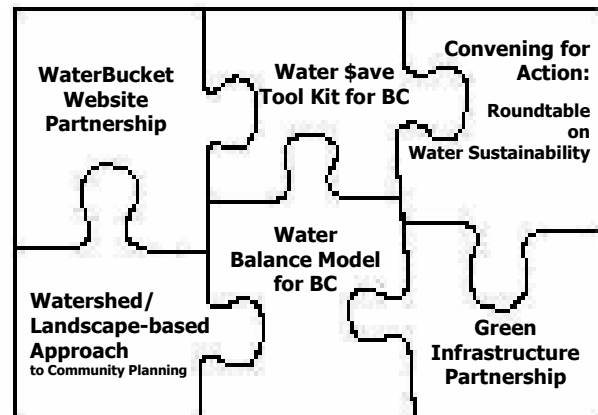 WaterBucket
Website
Partnership
Water $ave
Tool Kit for BC
Convening for
Action:
Roundtable
on
Water Sustainability
Watershed/
Landscape-based
Approach
to Community Planning
Water
Balance Model
for BC
Green
Infrastructure
Partnership